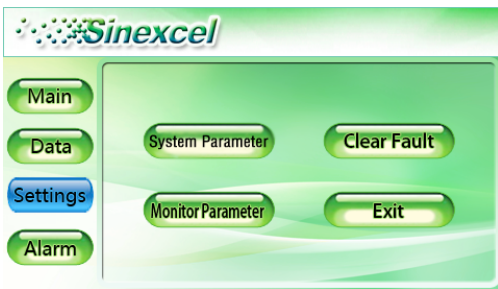 Sinexcel
Main
Data
Settings
Alarm
System Parameter
Clear Fault
Monitor Parameter
Exit